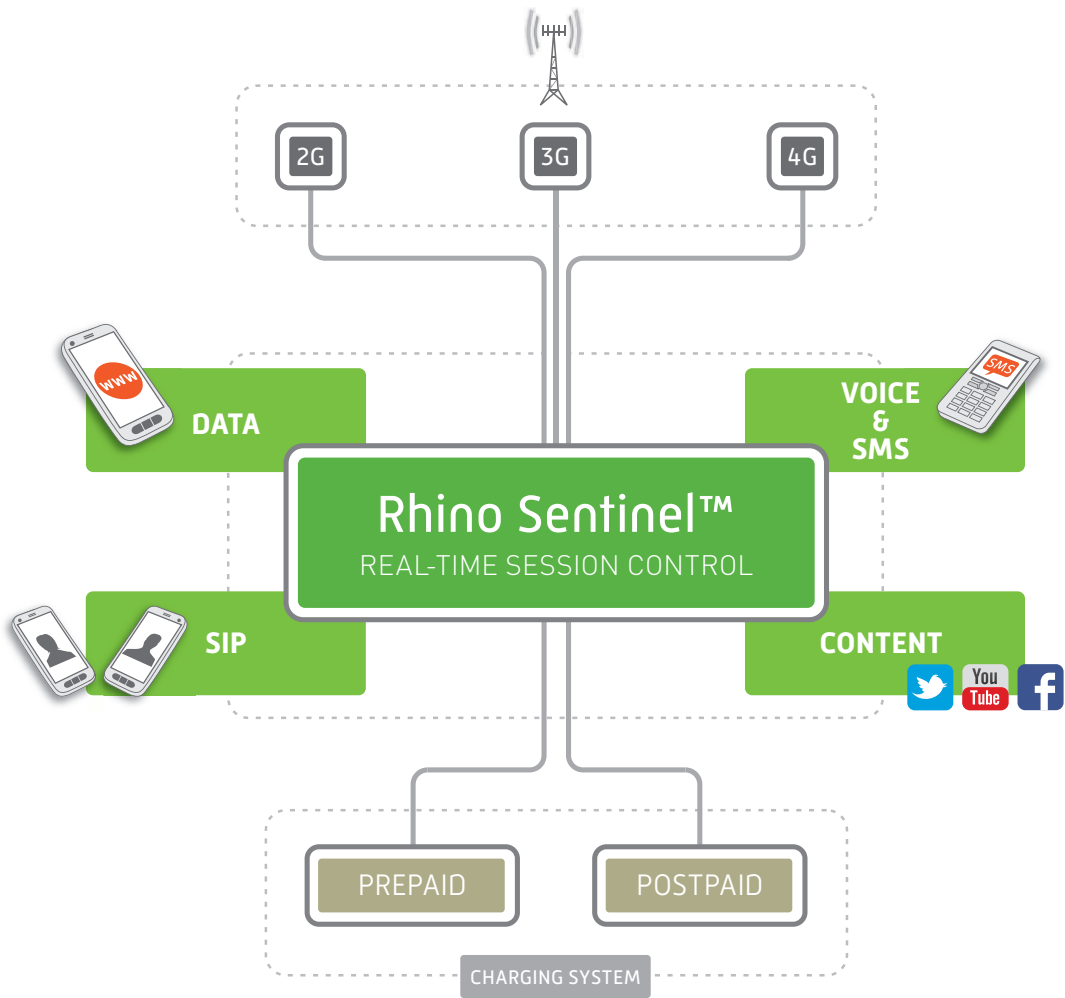 2G
3G
4G
WWW
DATA
SMS
VOICE
&
SMS
Rhino Sentinel™
REAL-TIME SESSION CONTROL
SIP
CONTENT
You
Tube
f
PREPAID
POSTPAID
CHARGING SYSTEM